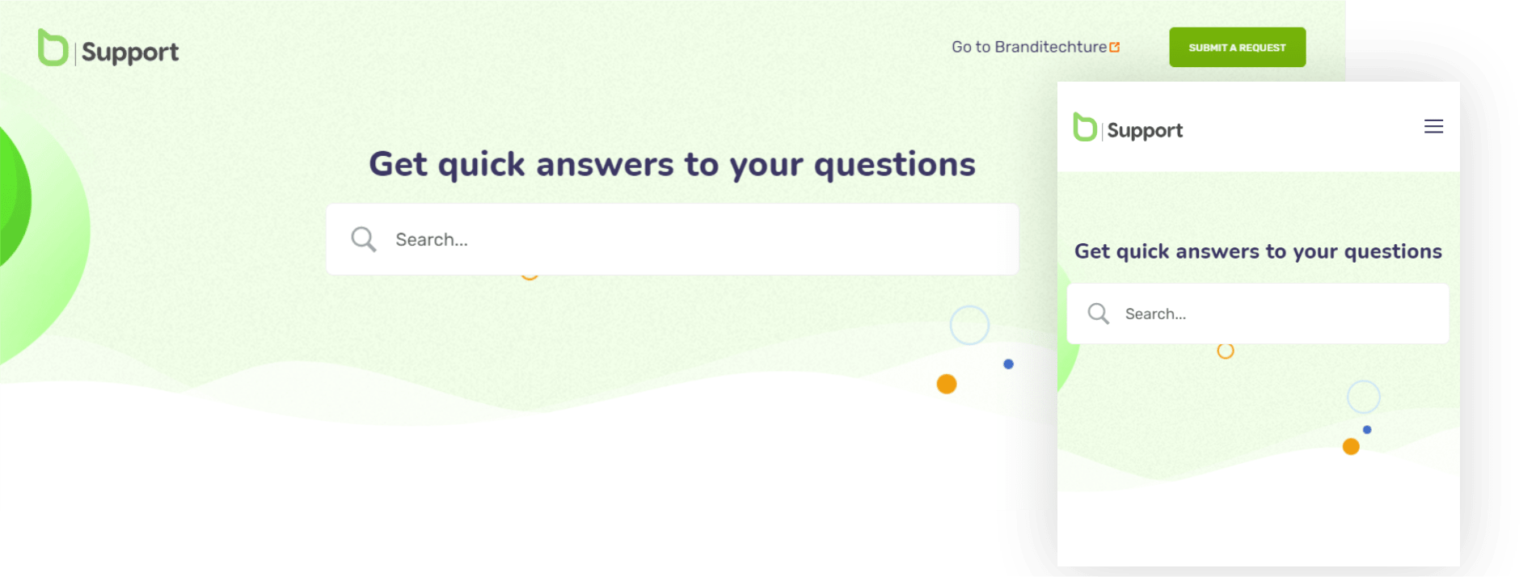 Support
Go to Branditechture
SUBMIT A REQUEST
Get quick answers to your questions
Search...
Support
Get quick answers to your questions
Search...